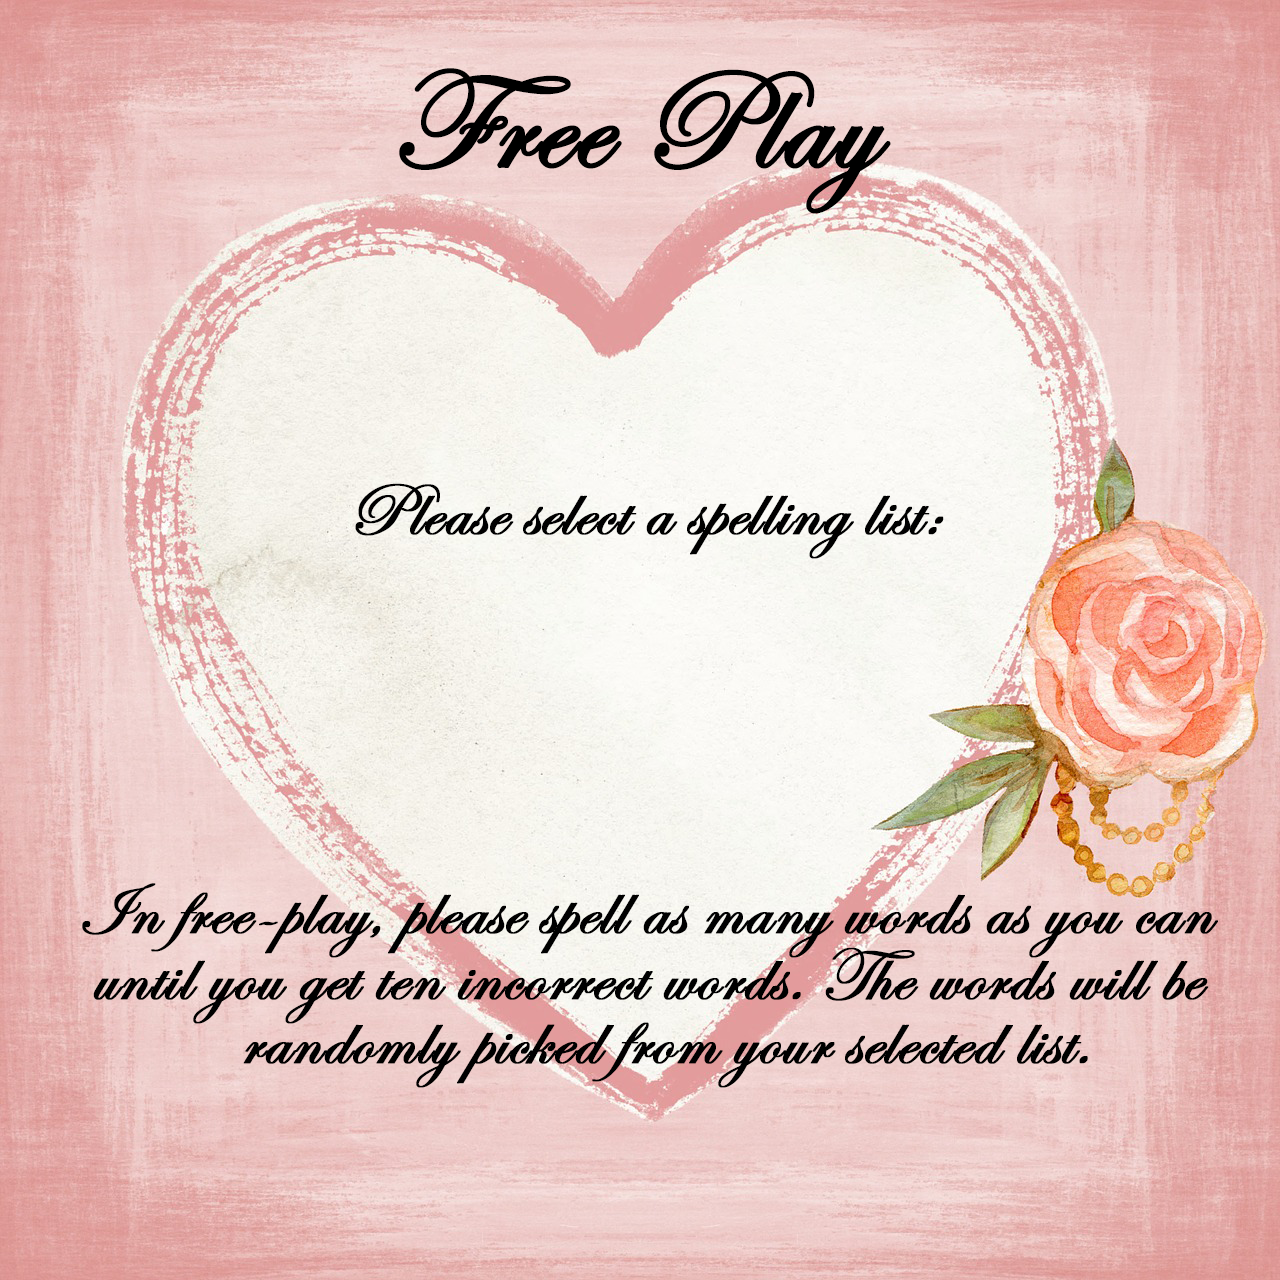 Free Play
Please select a spelling list:
In free-play, please spell as many words as you can
until you get ten incorrect words. The words will be
randomly picked from your selected list.